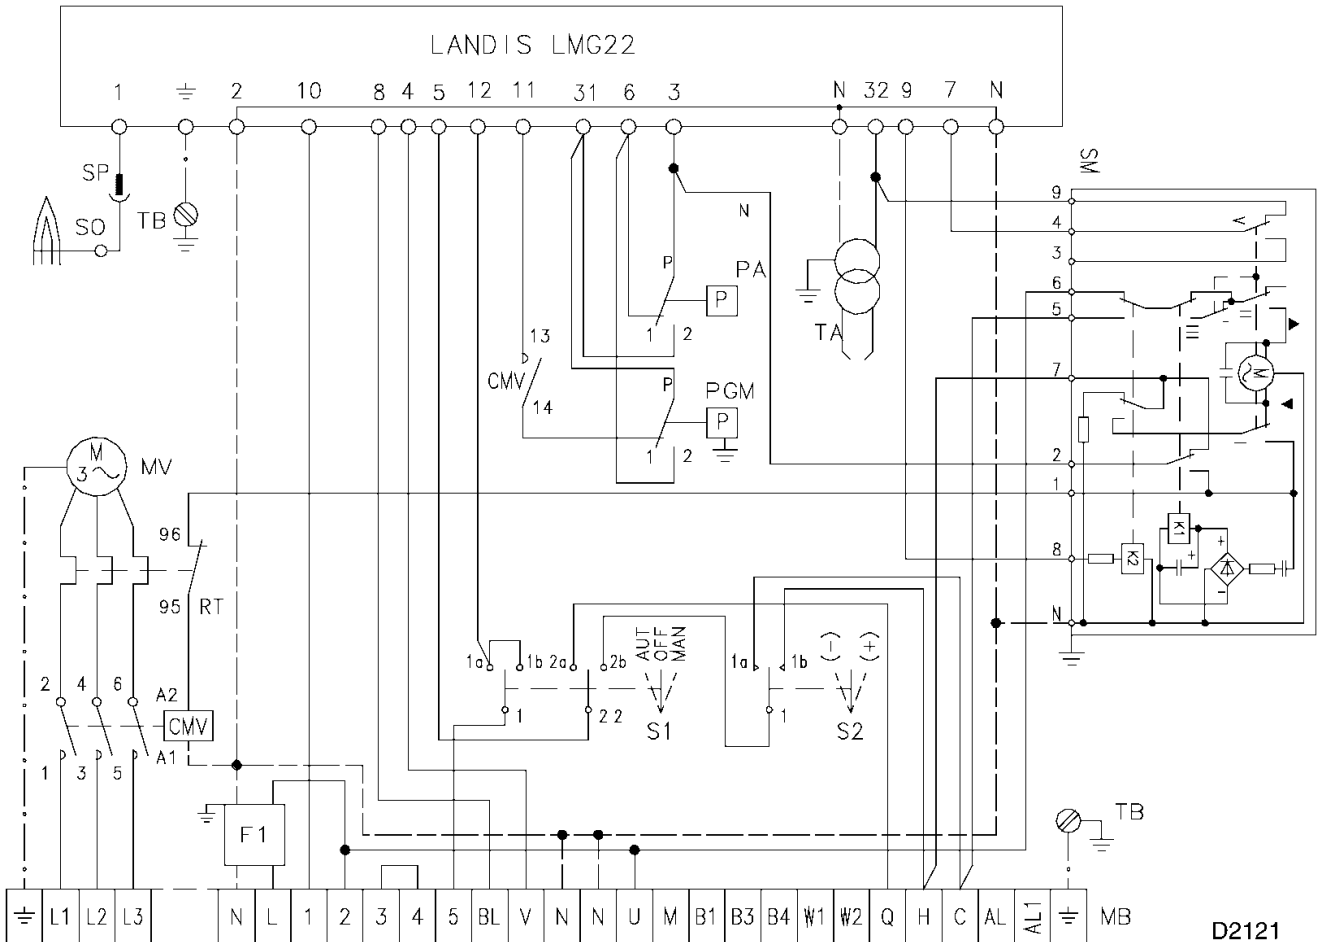 LANDIS LMG22
1 2 10 8 4 5 12 11 31 6 3 N 32 9 7 N
SM
SP
SO
TB
N
9
4
3
6
5
7
2
1
8
N
V
P
PA
P
1 2
TA
13
CMV
14
P
PGM
P
1 2
M
M
3
MV
96
95 RT
K1
K2
+
+
-
1a 1b 2a 2b
AUT
OFF
MAN
1a 1b
(-)
(+)
1
2 2
S1
1
S2
2 4 6 A2
CMV
1 3 5 A1
F1
TB
L1 L2 L3 N L 1 2 3 4 5 BL V N N U M B1 B3 B4 W1 W2 Q H C AL AL1 MB
D2121